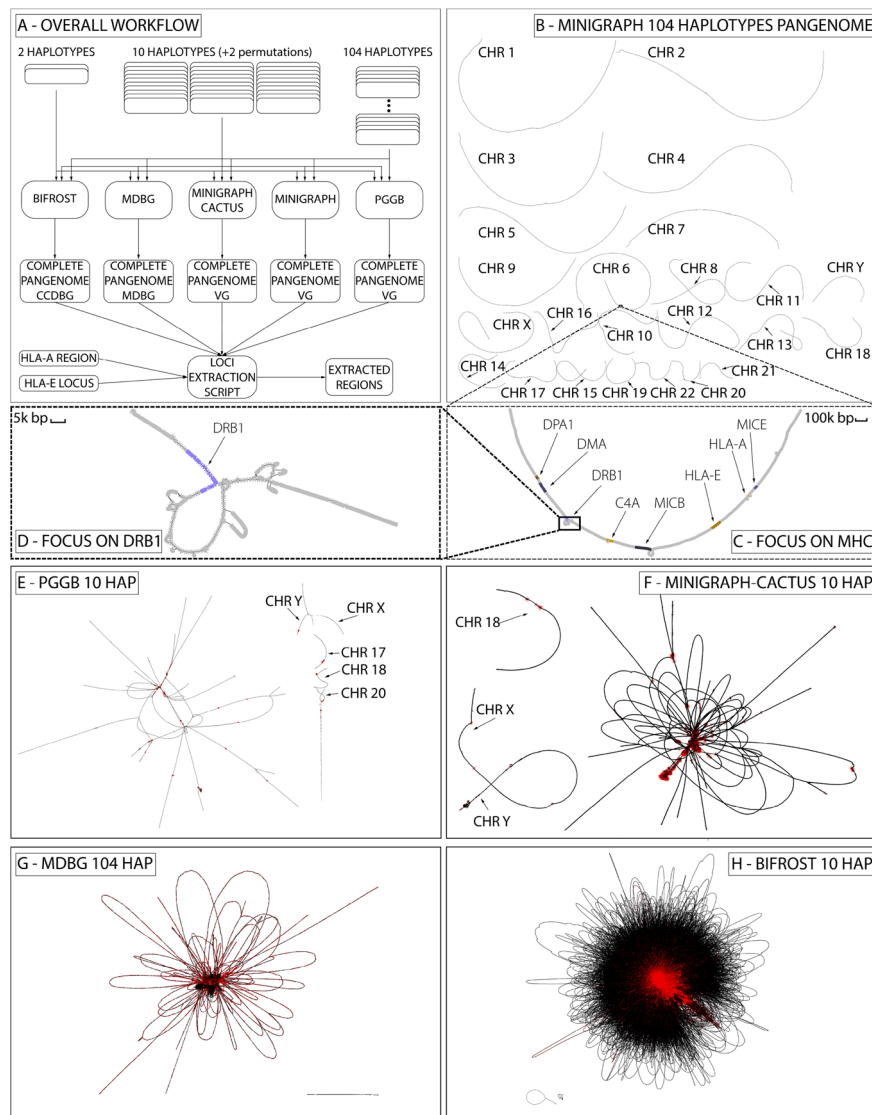 A - OVERALL WORKFLOW
2 HAPLOTYPES
10 HAPLOTYPES (+2 permutations)
104 HAPLOTYPES
BIFROST
MDBG
MINIGRAPH
CACTUS
MINIGRAPH
PGGB
COMPLETE
PANGENOME
CCDBG
COMPLETE
PANGENOME
MDBG
COMPLETE
PANGENOME
VG
COMPLETE
PANGENOME
VG
COMPLETE
PANGENOME
VG
HLA-A REGION
HLA-E LOCUS
LOCI
EXTRACTION
SCRIPT
EXTRACTED
REGIONS
B - MINIGRAPH 104 HAPLOTYPES PANGENOME
CHR 1
CHR 2
CHR 3
CHR 4
CHR 5
CHR 7
CHR 9
CHR 6
CHR 8
CHR 11
CHR Y
CHR X
CHR 16
CHR 10
CHR 12
CHR 13
CHR 18
CHR 14
CHR 17
CHR 15
CHR 19
CHR 22
CHR 20
CHR 21
5k bp
DRB1
D - FOCUS ON DRB1
100k bp
DPA1
DMA
DRB1
C4A
MICB
HLA-E
HLA-A
MICE
C - FOCUS ON MHC
E - PGGB 10 HAP
CHR Y
CHR X
CHR 17
CHR 18
CHR 20
F - MINIGRAPH-CACTUS 10 HAP
CHR 18
CHR X
CHR Y
G - MDBG 104 HAP
H - BIFROST 10 HAP